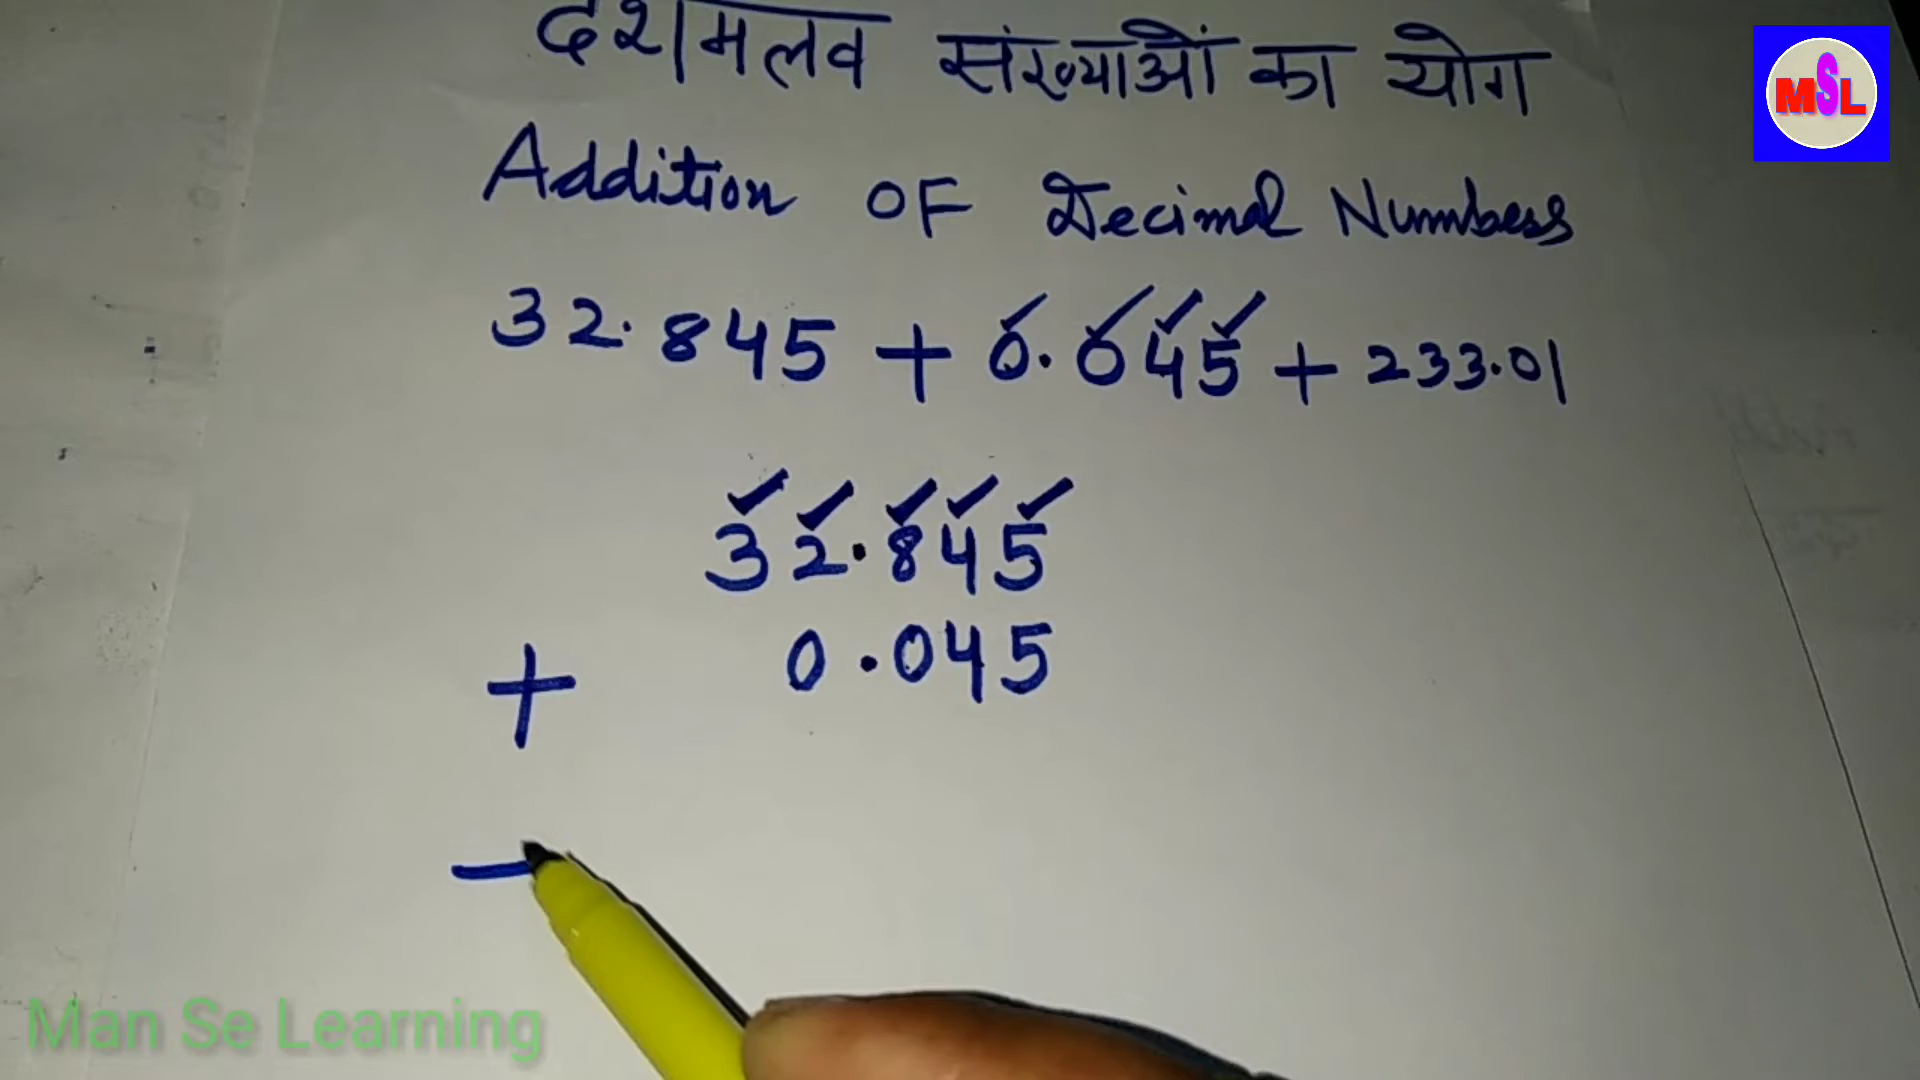 दशमलव संख्याओं का योग
MSL
Addition OF Decimal Numbers
32.845 + 0.045 + 233.01
32.845
+ 0.045
Man Se Learning